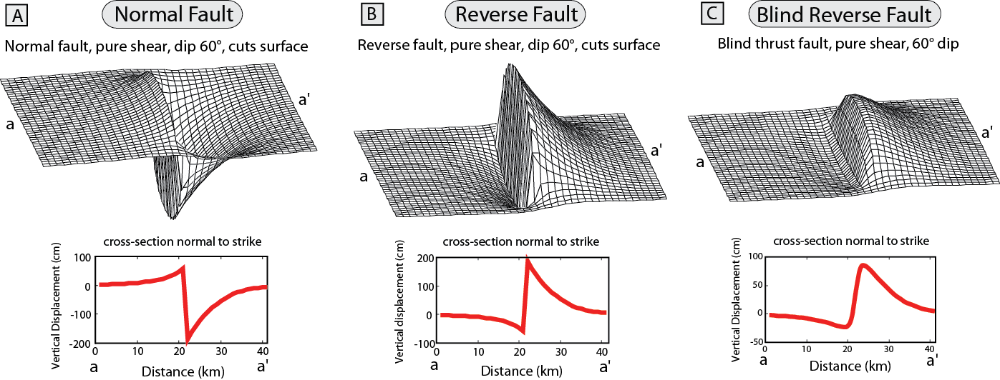 A
Normal Fault
Normal fault, pure shear, dip 60°, cuts surface
a
a'
cross-section normal to strike
Vertical Displacement (cm)
100
0
-100
-200
0
10
20
30
40
a
Distance (km)
a'
B
Reverse Fault
Reverse fault, pure shear, dip 60°, cuts surface
a
a'
cross-section normal to strike
Vertical displacement (cm)
200
100
0
-100
0
10
20
30
40
a
Distance (km)
a'
C
Blind Reverse Fault
Blind thrust fault, pure shear, 60° dip
a
a'
cross-section normal to strike
Vertical Displacement (cm)
100
50
0
-50
0
10
20
30
40
a
Distance (km)
a'